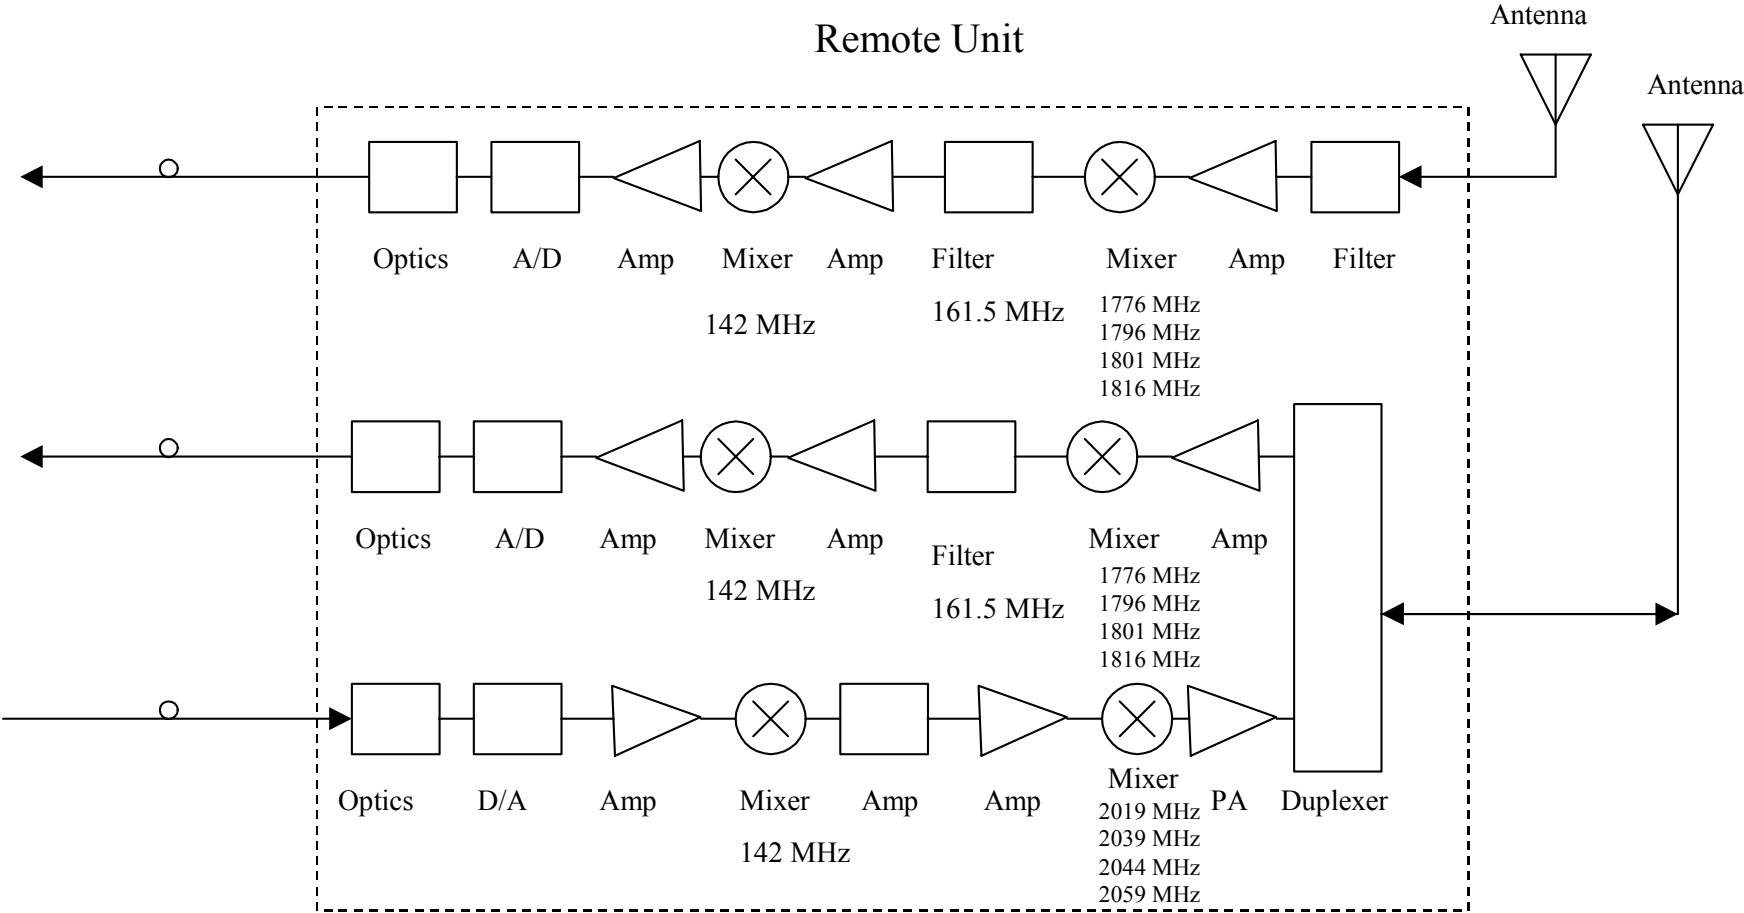 Antenna
Remote Unit
Antenna
Optics A/D Amp Mixer Amp Filter Mixer Amp Filter
142 MHz
161.5 MHz
1776 MHz
1796 MHz
1801 MHz
1816 MHz
Optics A/D Amp Mixer Amp Filter Mixer Amp
142 MHz
161.5 MHz
1776 MHz
1796 MHz
1801 MHz
1816 MHz
Optics D/A Amp Mixer Amp Amp Mixer PA Duplexer
142 MHz
2019 MHz
2039 MHz
2044 MHz
2059 MHz